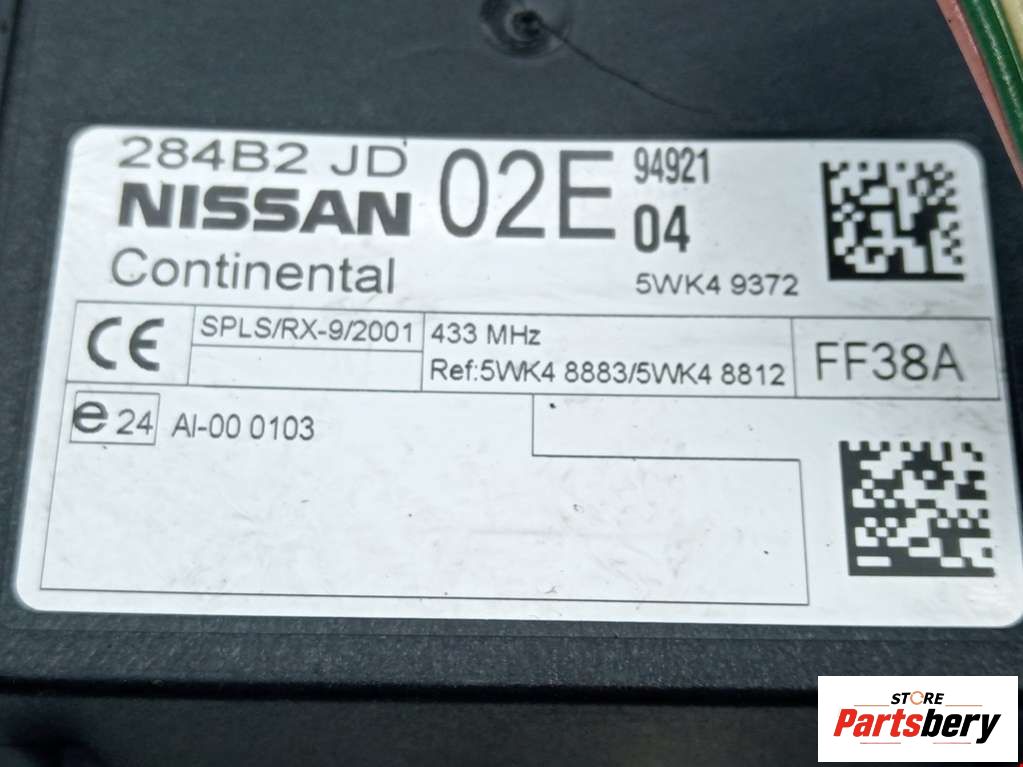 284B2 JD 02E 94921
NISSAN 04
Continental 5WK4 9372
CE SPLS/RX-9/2001 433 MHz FF38A
Ref:5WK4 8883/5WK4 8812
e 24 AI-00 0103
STORE
Partsbery